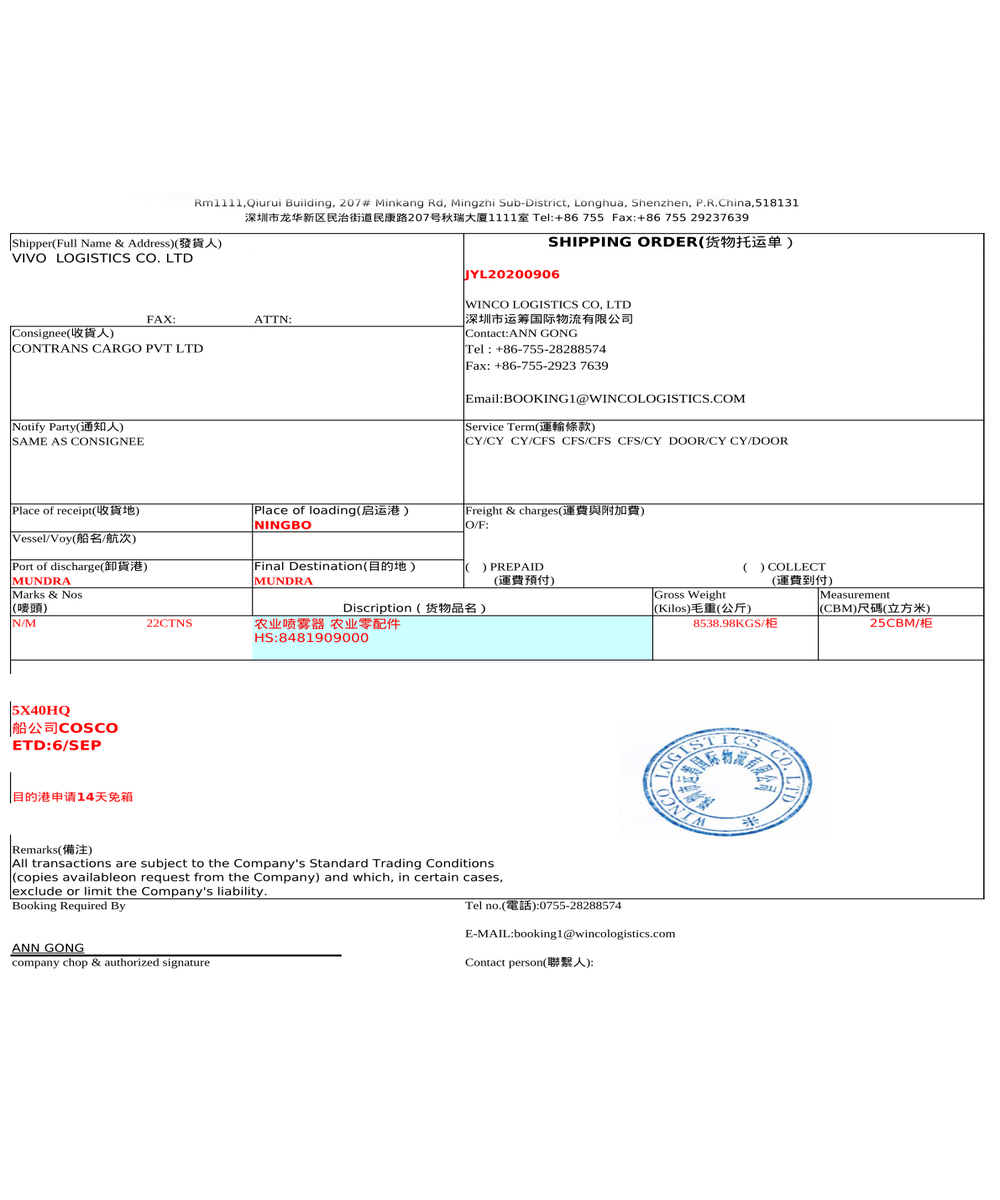 Rm1111,Qiurui Building, 207# Minkang Rd, Mingzhi Sub-District, Longhua, Shenzhen, P.R.China,518131
深圳市龙华新区民治街道民康路207号秋瑞大厦1111室 Tel:+86 755 Fax:+86 755 29237639
Shipper(Full Name & Address)(發貨人)
VIVO LOGISTICS CO. LTD
FAX: ATTN:
SHIPPING ORDER(货物托运单）
JYL20200906
WINCO LOGISTICS CO, LTD
深圳市运筹国际物流有限公司
Contact:ANN GONG
Tel : +86-755-28288574
Fax: +86-755-2923 7639
Email:BOOKING1@WINCOLOGISTICS.COM
Consignee(收貨人)
CONTRANS CARGO PVT LTD
Notify Party(通知人)
SAME AS CONSIGNEE
Service Term(運輸條款)
CY/CY CY/CFS CFS/CFS CFS/CY DOOR/CY CY/DOOR
Place of receipt(收貨地)
Place of loading(启运港）
NINGBO
Freight & charges(運費與附加費)
O/F:
Vessel/Voy(船名/航次)
Port of discharge(卸貨港)
MUNDRA
Final Destination(目的地）
MUNDRA
( ) PREPAID
(運費預付)
( ) COLLECT
(運費到付)
Marks & Nos
(嘜頭)
Discription（货物品名）
Gross Weight
(Kilos)毛重(公斤)
Measurement
(CBM)尺碼(立方米)
N/M 22CTNS
农业喷雾器 农业零配件
HS:8481909000
8538.98KGS/柜
25CBM/柜
5X40HQ
船公司COSCO
ETD:6/SEP
目的港申请14天免箱
WINCO LOGISTICS CO.LTD
深圳市运筹国际物流有限公司
Remarks(備注)
All transactions are subject to the Company's Standard Trading Conditions
(copies availableon request from the Company) and which, in certain cases,
exclude or limit the Company's liability.
Booking Required By
Tel no.(電話):0755-28288574
E-MAIL:booking1@wincologistics.com
ANN GONG
company chop & authorized signature
Contact person(聯繫人):